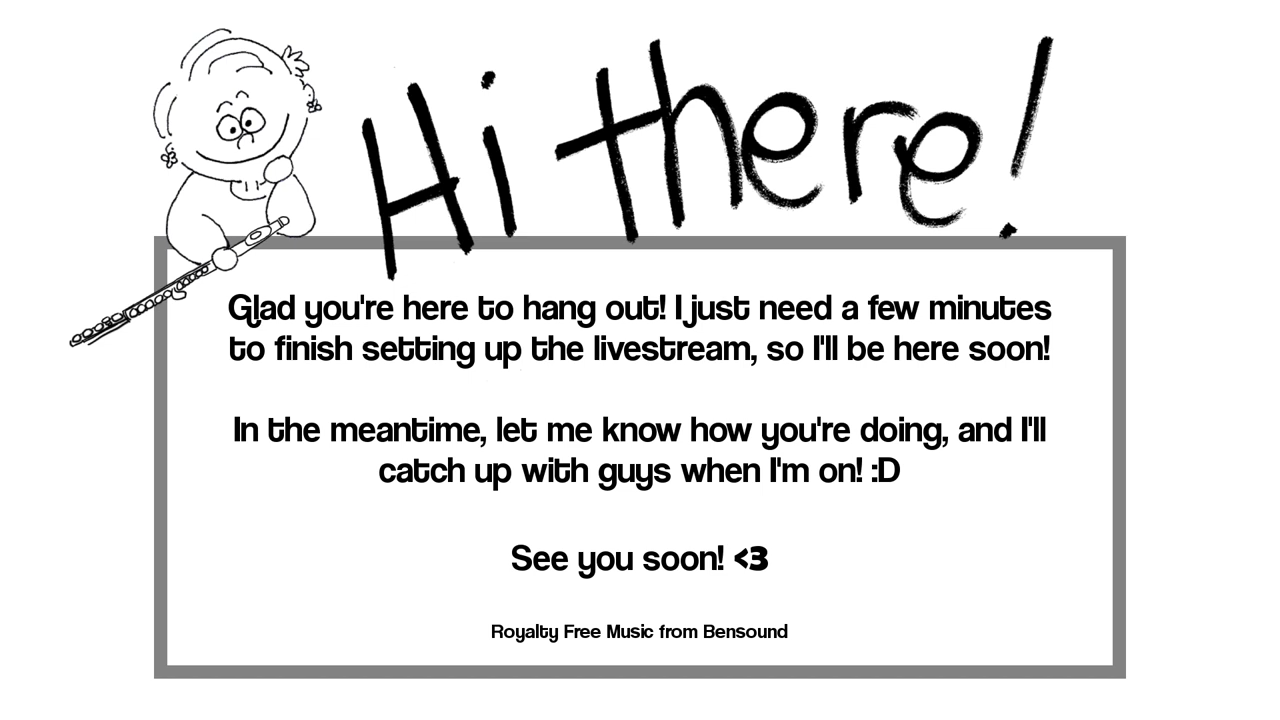 Hi there!
Glad you're here to hang out! I just need a few minutes
to finish setting up the livestream, so I'll be here soon!
In the meantime, let me know how you're doing, and I'll
catch up with guys when I'm on! :D
See you soon! <3
Royalty Free Music from Bensound